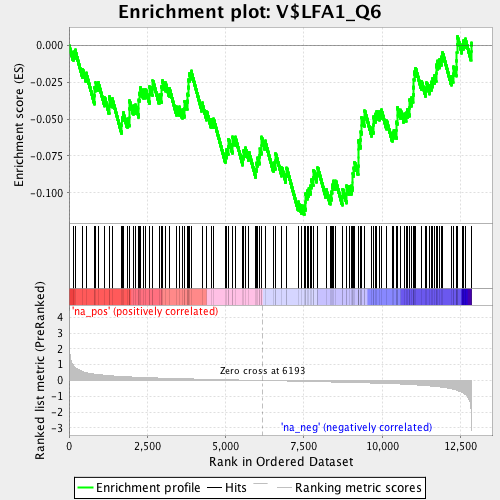 Enrichment plot: V$LFA1_Q6
Enrichment score (ES)
0.000
-0.025
-0.050
-0.075
-0.100
'na_pos' (positively correlated)
Zero cross at 6193
'na_neg' (negatively correlated)
Ranked list metric (PreRanked)
4
3
2
1
0
-1
-2
-3
0
2,500
5,000
7,500
10,000
12,500
Rank in Ordered Dataset
Enrichment profile
Hits
Ranking metric scores